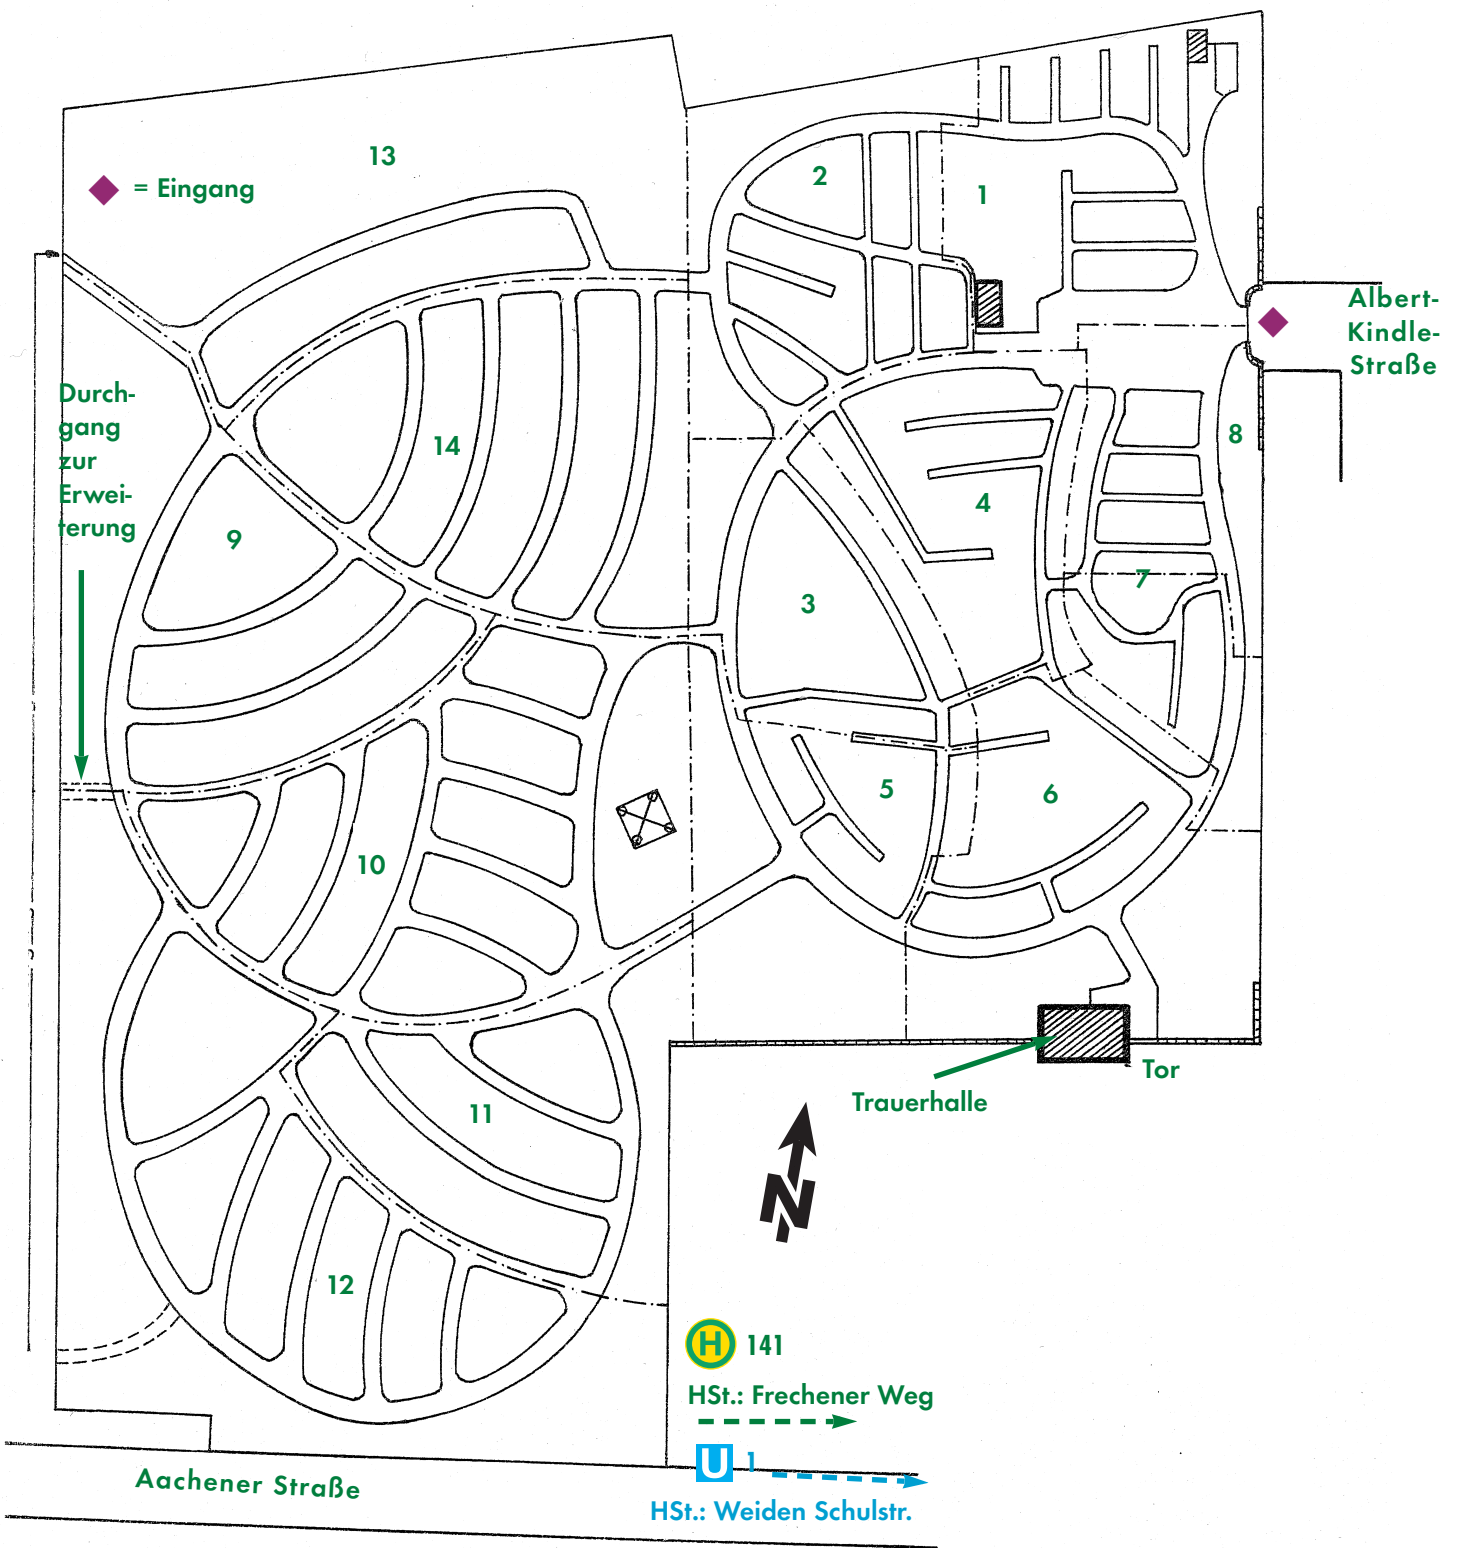 13
= Eingang
2
1
Albert-
Kindle-
Straße
Durch-
gang
zur
Erwei-
terung
14
8
9
4
7
3
5
6
10
Tor
Trauerhalle
11
N
12
H 141
HSt.: Frechener Weg
U 1
HSt.: Weiden Schulstr.
Aachener Straße